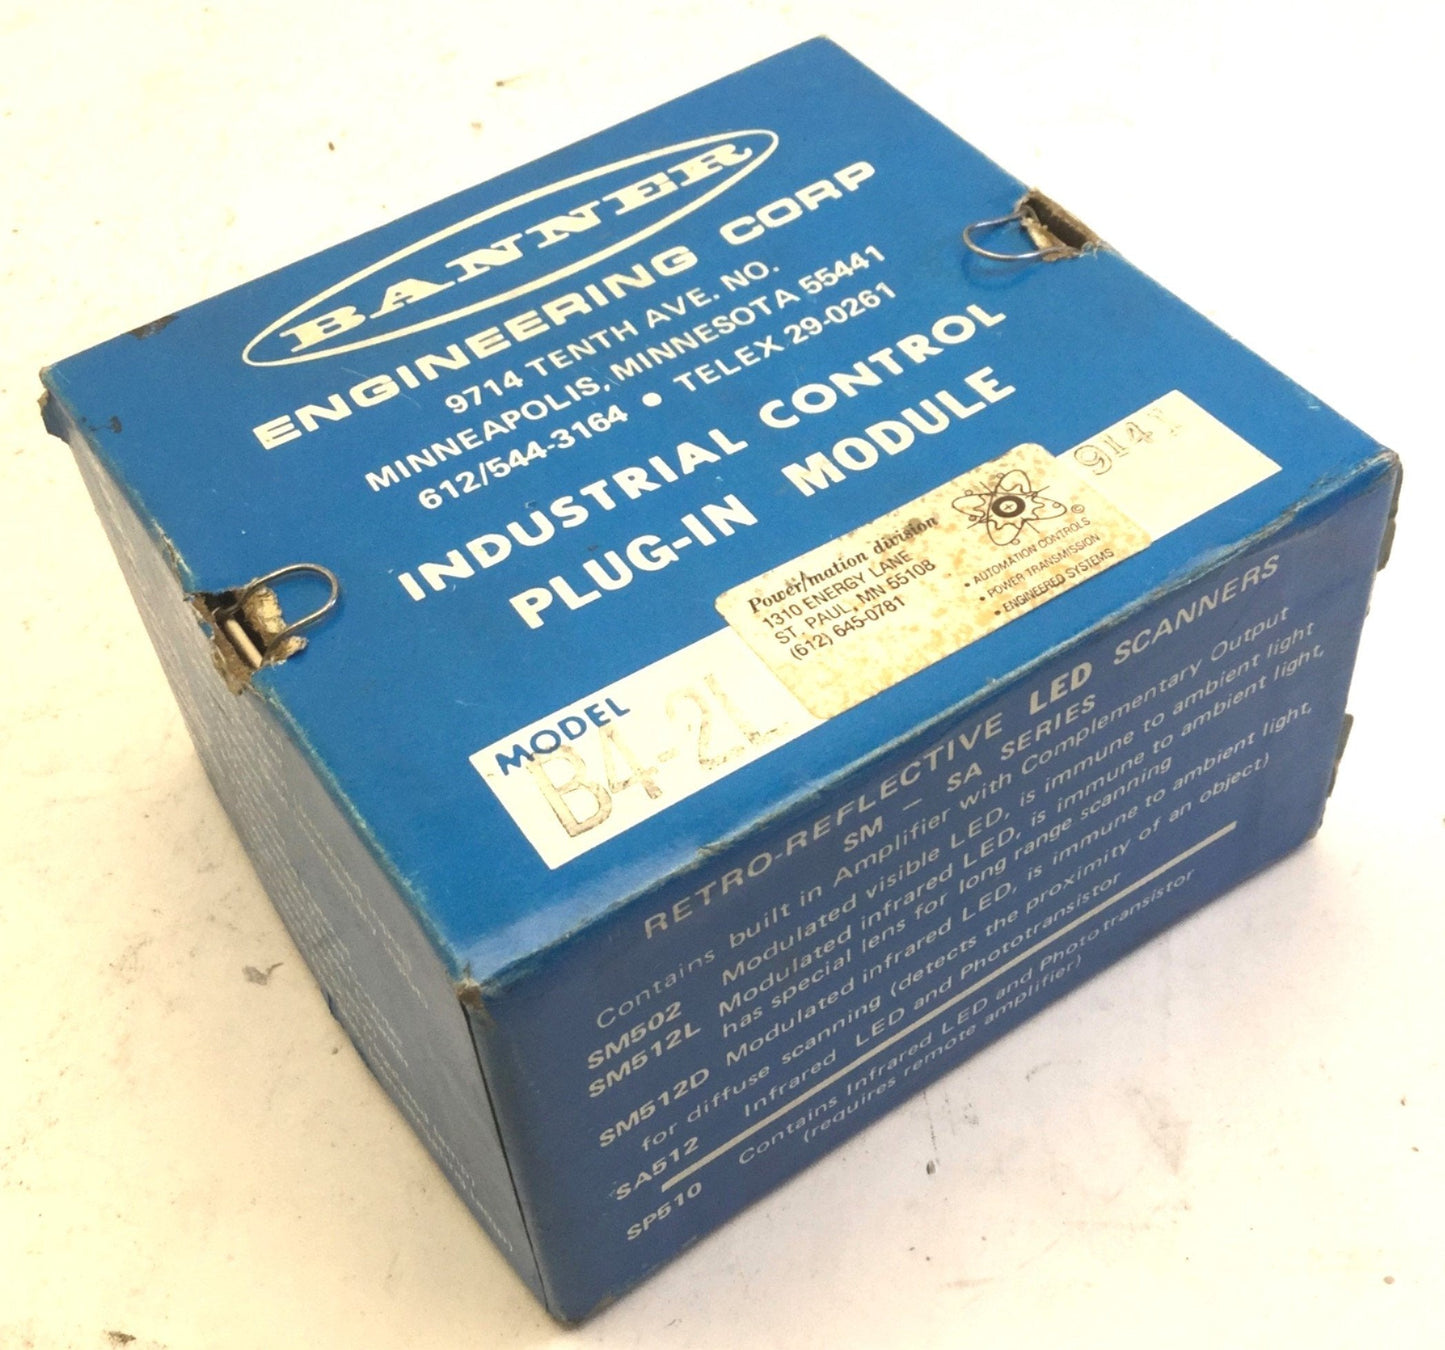 BANNER
ENGINEERING CORP
9714 TENTH AVE. NO.
MINNEAPOLIS, MINNESOTA 55441
612/544-3164 • TELEX 29-0261
INDUSTRIAL CONTROL
PLUG-IN MODULE
MODEL
B4-2L
Power/mation division
1310 ENERGY LANE
ST. PAUL, MN 55108
(612) 645-0781
©
• AUTOMATION CONTROLS
• POWER TRANSMISSION
• ENGINEERED SYSTEMS
RETRO-REFLECTIVE LED SCANNERS
SM – SA SERIES
Contains built in Amplifier with Complementary Output
SM502 Modulated visible LED, is immune to ambient light
SM512L Modulated infrared LED, is immune to ambient light,
has special lens for long range scanning
SM512D Modulated infrared LED, is immune to ambient light,
for diffuse scanning (detects the proximity of an object)
SA512 Infrared LED and Phototransistor
SP510 Contains Infrared LED and Phototransistor
(requires remote amplifier)